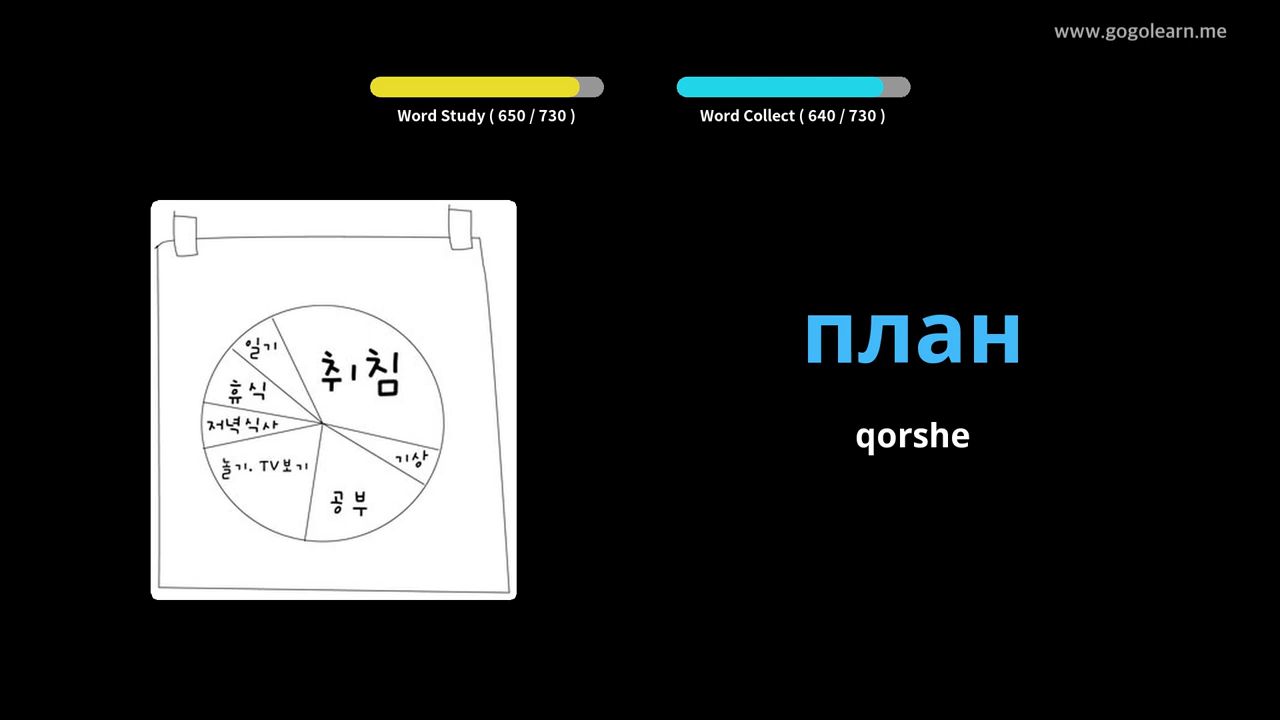 www.gogolearn.me
Word Study ( 650 / 730 )
Word Collect ( 640 / 730 )
일기
취침
휴식
저녁식사
기상
놀기. TV보기
공부
план
qorshe